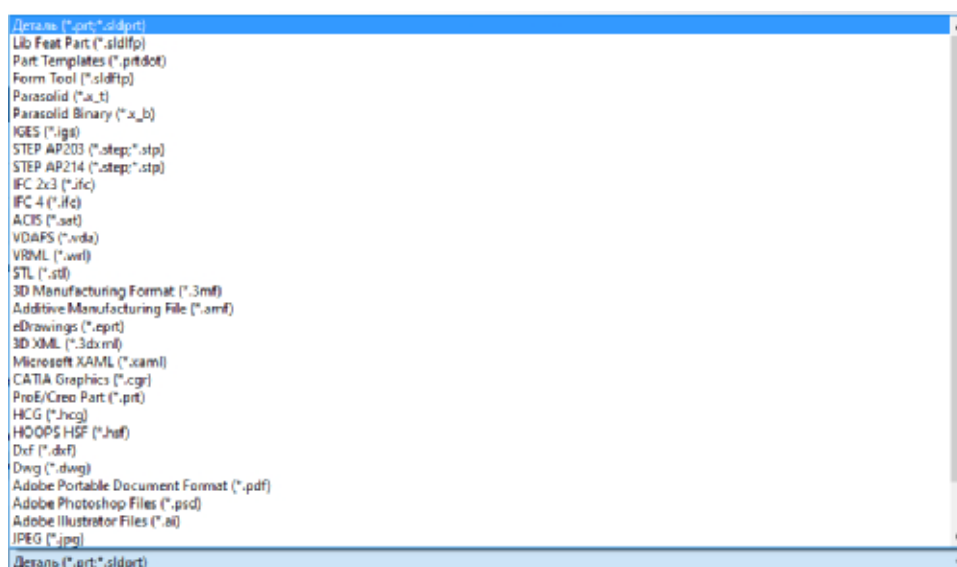 Деталь (*.prt;*.sldprt)
Lib Feat Part (*.sldlfp)
Part Templates (*.prtdot)
Form Tool (*.sldftp)
Parasolid (*.x_t)
Parasolid Binary (*.x_b)
IGES (*.igs)
STEP AP203 (*.step;*.stp)
STEP AP214 (*.step;*.stp)
IFC 2x3 (*.ifc)
IFC 4 (*.ifc)
ACIS (*.sat)
VDAFS (*.vda)
VRML (*.wrl)
STL (*.stl)
3D Manufacturing Format (*.3mf)
Additive Manufacturing File (*.amf)
eDrawings (*.eprt)
3D XML (*.3dxml)
Microsoft XAML (*.xaml)
CATIA Graphics (*.cgr)
ProE/Creo Part (*.prt)
HCG (*.hcg)
HOOPS HSF (*.hsf)
Dxf (*.dxf)
Dwg (*.dwg)
Adobe Portable Document Format (*.pdf)
Adobe Photoshop Files (*.psd)
Adobe Illustrator Files (*.ai)
JPEG (*.jpg)
Деталь (*.prt;*.sldprt)